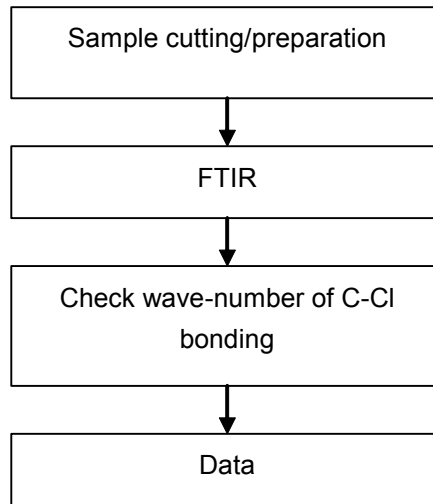 Sample cutting/preparation
FTIR
Check wave-number of C-Cl
bonding
Data